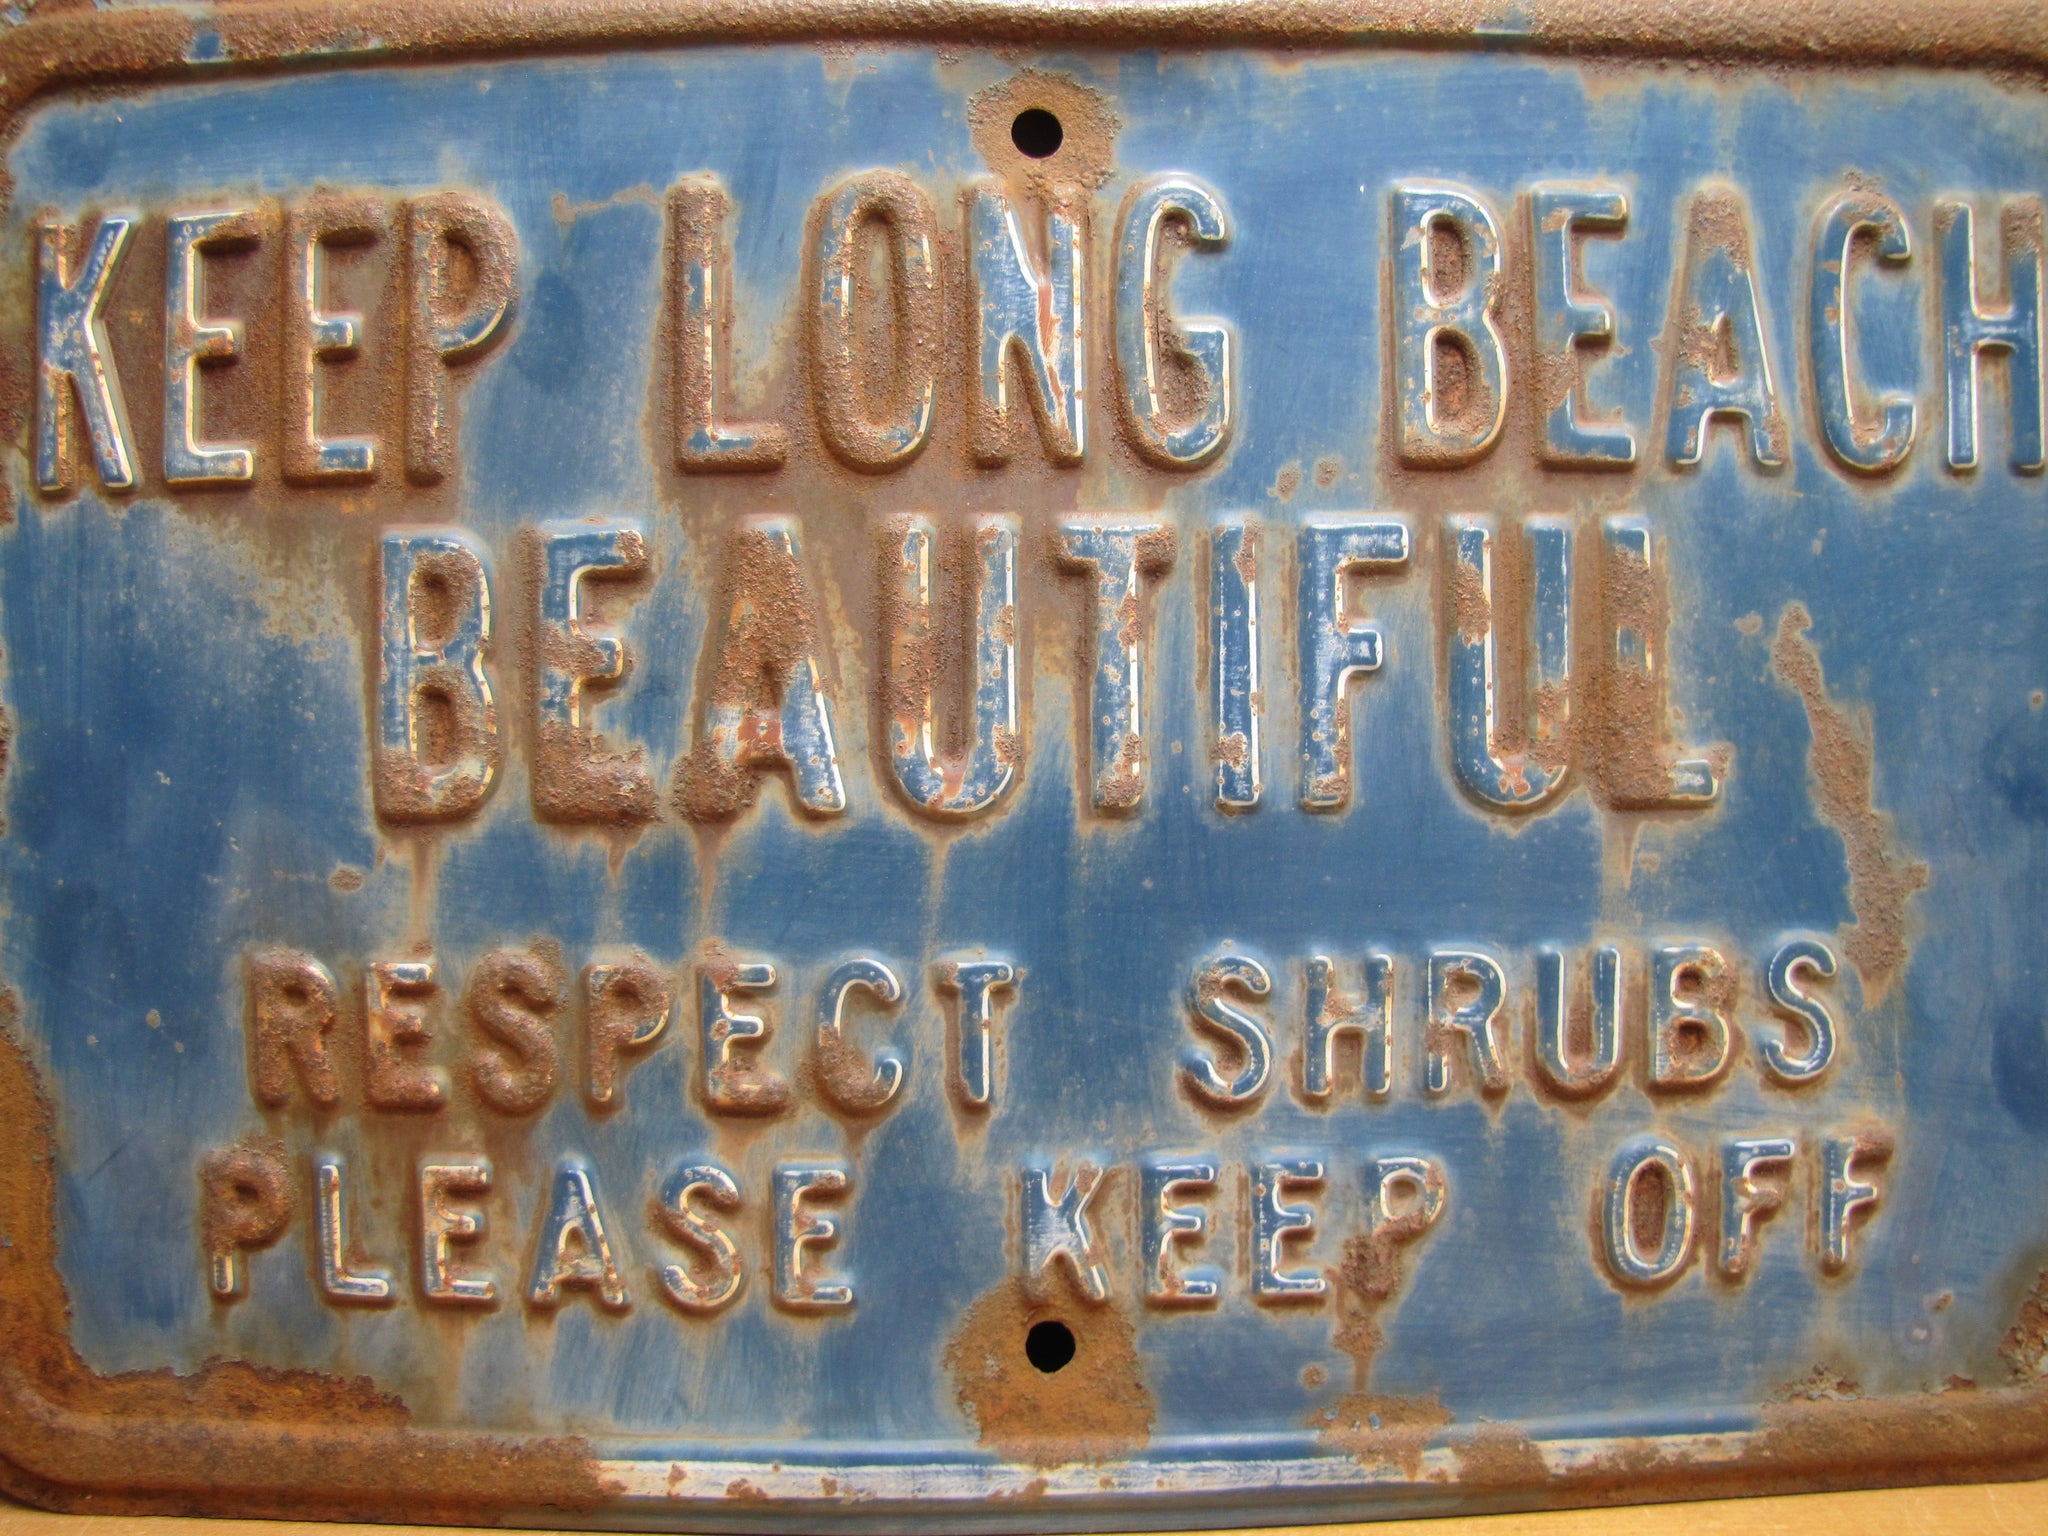 KEEP LONG BEACH
BEAUTIFUL
RESPECT SHRUBS
PLEASE KEEP OFF